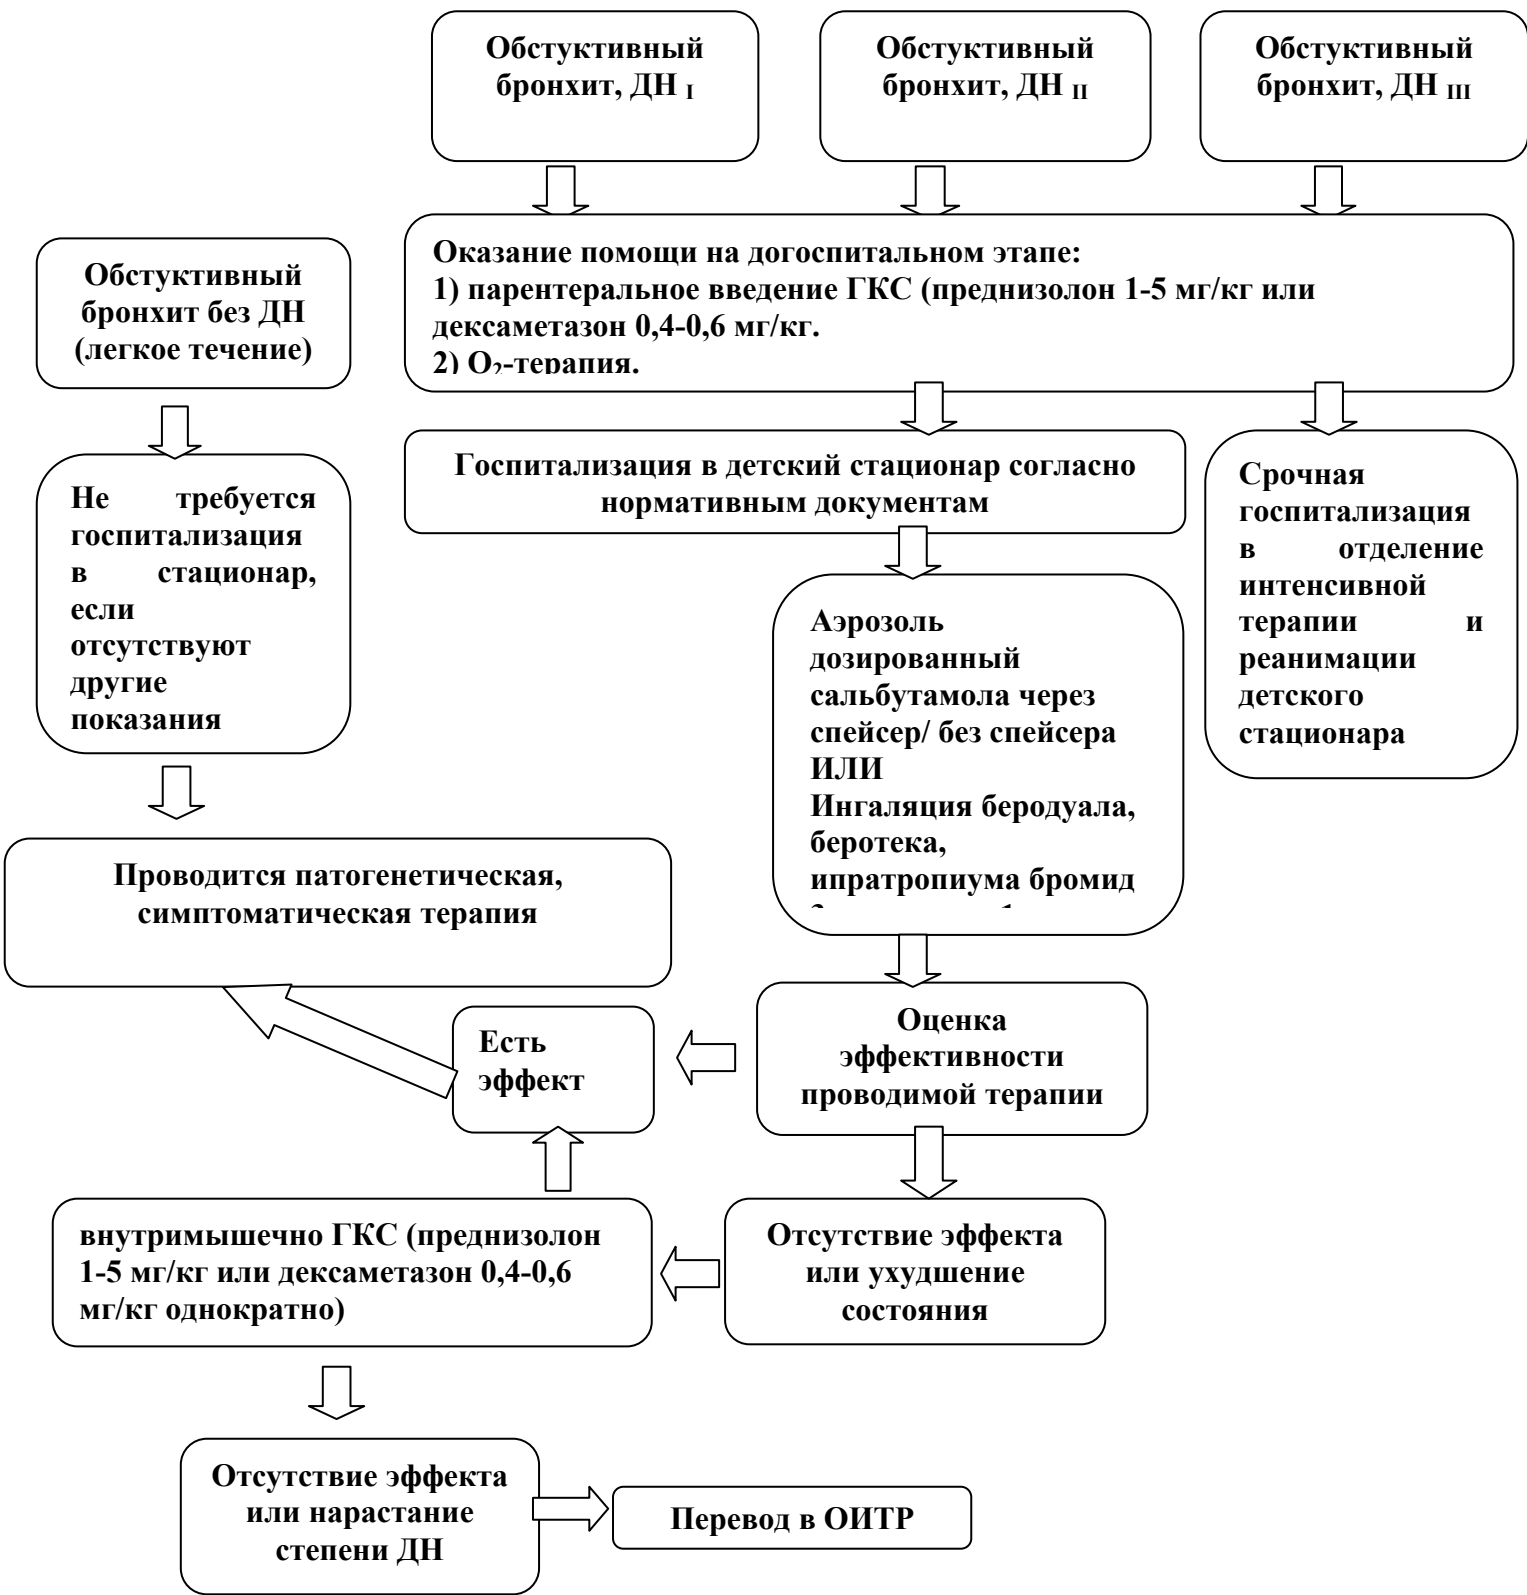 Обстуктивный
бронхит, ДН I
Обстуктивный
бронхит, ДН II
Обстуктивный
бронхит, ДН III
Оказание помощи на догоспитальном этапе:
1) парентеральное введение ГКС (преднизолон 1-5 мг/кг или
дексаметазон 0,4-0,6 мг/кг.
2) O₂-терапия.
Обстуктивный
бронхит без ДН
(легкое течение)
Госпитализация в детский стационар согласно
нормативным документам
Срочная
госпитализация
в отделение
интенсивной
терапии и
реанимации
детского
стационара
Не требуется
госпитализация
в стационар,
если
отсутствуют
другие
показания
Аэрозоль
дозированный
сальбутамола через
спейсер/ без спейсера
ИЛИ
Ингаляция беродуала,
беротека,
ипратропиума бромид
Проводится патогенетическая,
симптоматическая терапия
Есть
эффект
Оценка
эффективности
проводимой терапии
внутримышечно ГКС (преднизолон
1-5 мг/кг или дексаметазон 0,4-0,6
мг/кг однократно)
Отсутствие эффекта
или ухудшение
состояния
Отсутствие эффекта
или нарастание
степени ДН
Перевод в ОИТР